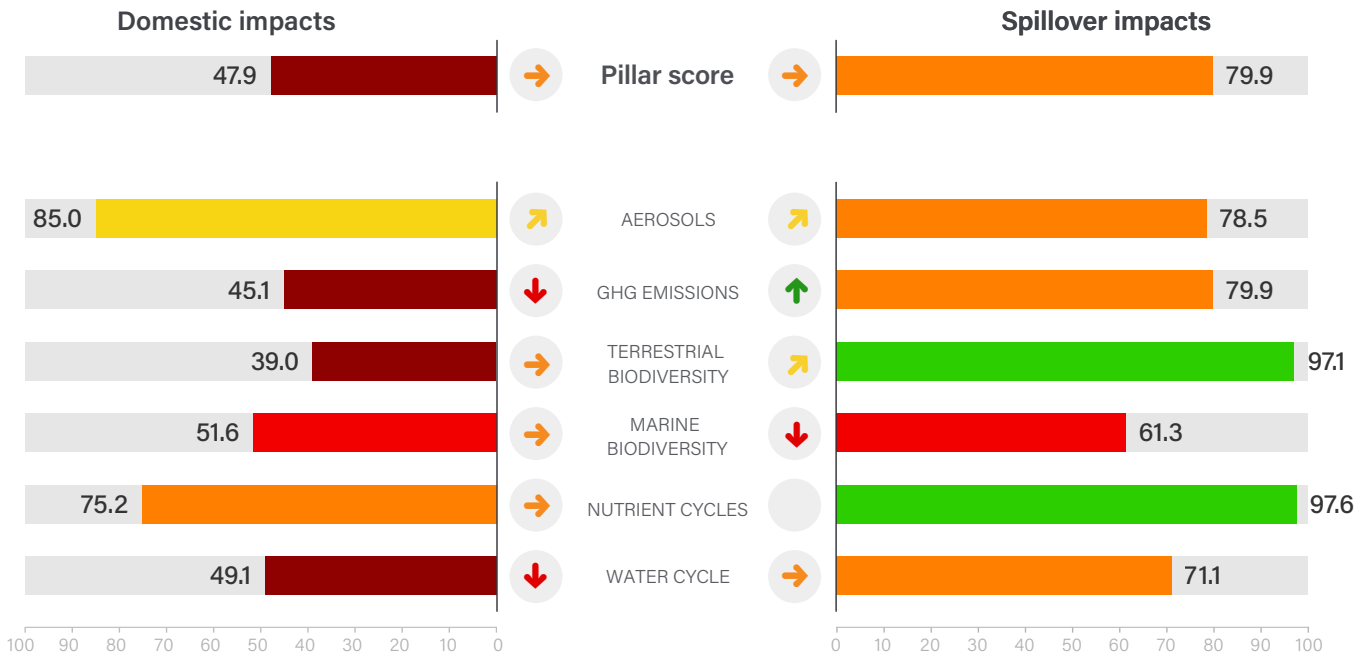 Domestic impacts Spillover impacts
47.9 Pillar score 79.9
85.0 AEROSOLS 78.5
45.1 GHG EMISSIONS 79.9
39.0 TERRESTRIAL BIODIVERSITY 97.1
51.6 MARINE BIODIVERSITY 61.3
75.2 NUTRIENT CYCLES 97.6
49.1 WATER CYCLE 71.1
100 90 80 70 60 50 40 30 20 10 0 0 10 20 30 40 50 60 70 80 90 100